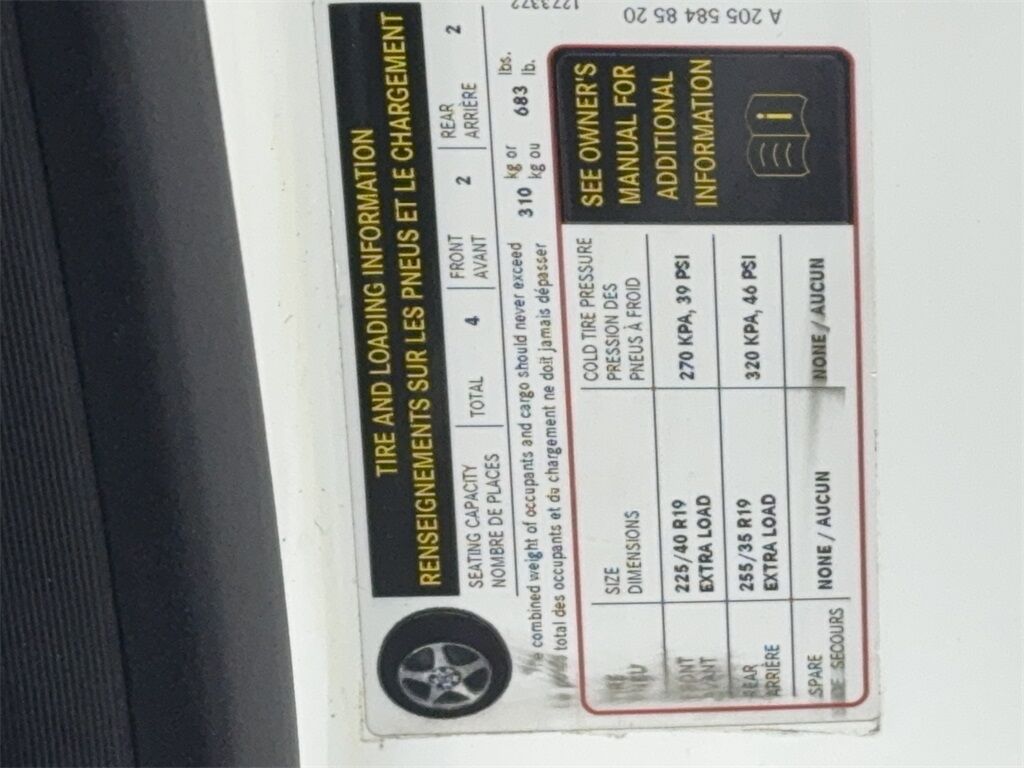 A 205 584 85 20
TIRE AND LOADING INFORMATION
RENSEIGNEMENTS SUR LES PNEUS ET LE CHARGEMENT
SEATING CAPACITY
NOMBRE DE PLACES
TOTAL 4
FRONT
AVANT
2
REAR
ARRIÈRE
2
combined weight of occupants and cargo should never exceed 310 kg or 683 lbs.
total des occupants et du chargement ne doit jamais dépasser kg ou lb.
SIZE
DIMENSIONS
COLD TIRE PRESSURE
PRESSION DES
PNEUS À FROID
225/40 R19
EXTRA LOAD
270 KPA, 39 PSI
ARRIÈRE
255/35 R19
EXTRA LOAD
320 KPA, 46 PSI
SPARE
SECOURS
NONE / AUCUN
NONE / AUCUN
SEE OWNER'S
MANUAL FOR
ADDITIONAL
INFORMATION
i